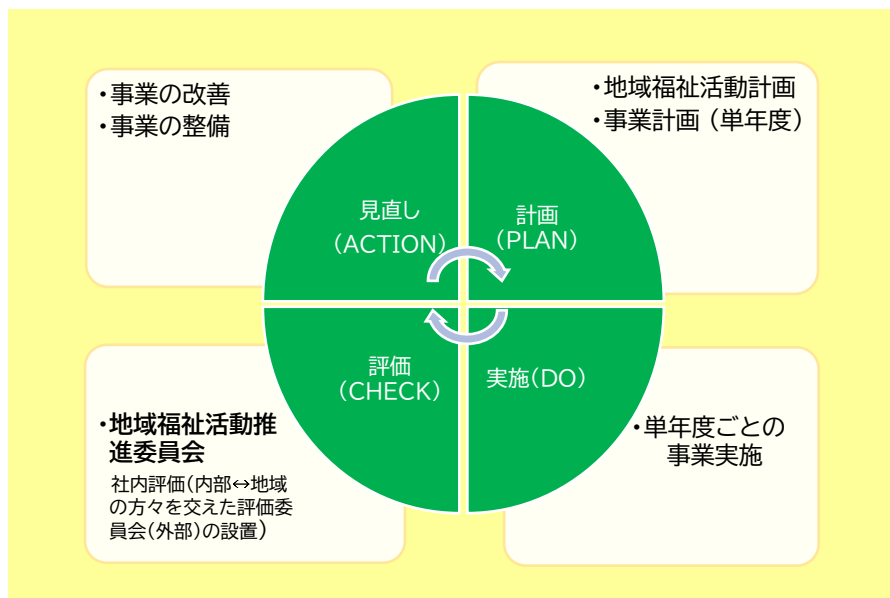 ・事業の改善
・事業の整備
・地域福祉活動計画
・事業計画（単年度）
見直し
（ACTION）
計画
（PLAN）
評価
（CHECK）
実施（DO）
・地域福祉活動推
進委員会
社内評価（内部↔地域
の方々を交えた評価委
員会（外部）の設置）
・単年度ごとの
事業実施